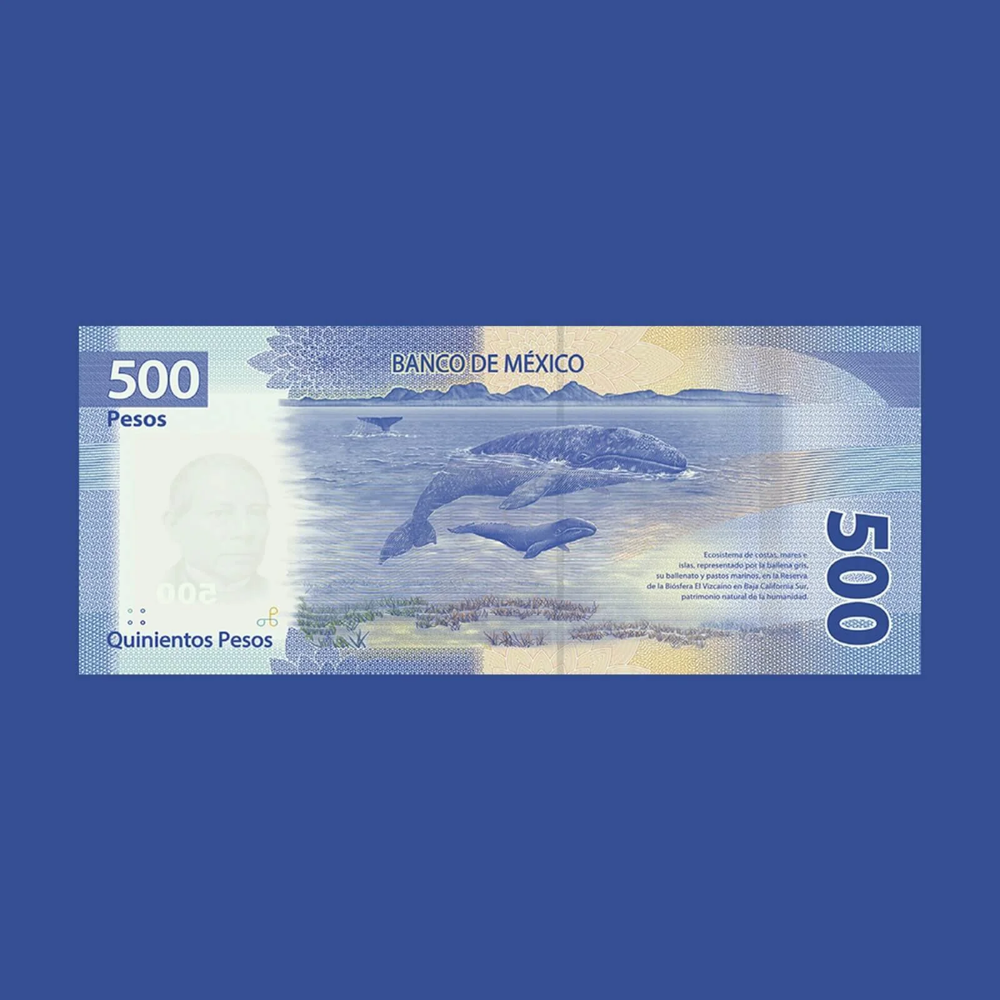 BANCO DE MÉXICO
500
Pesos
500
Ecosistema de costas, mares e
islas, representado por la ballena gris,
su ballenato y pastos marinos, en la Reserva
de la Biósfera El Vizcaíno en Baja California Sur,
patrimonio natural de la humanidad.
500
Quinientos Pesos